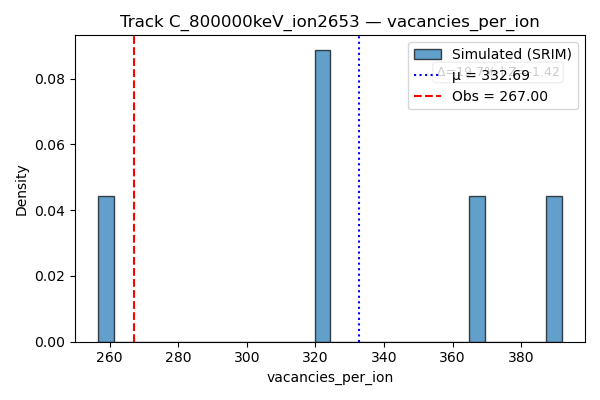 Track C_800000keV_ion2653 — vacancies_per_ion
Simulated (SRIM)
μ = 332.69
Obs = 267.00
Density
0.08
0.06
0.04
0.02
0.00
260
280
300
320
340
360
380
vacancies_per_ion